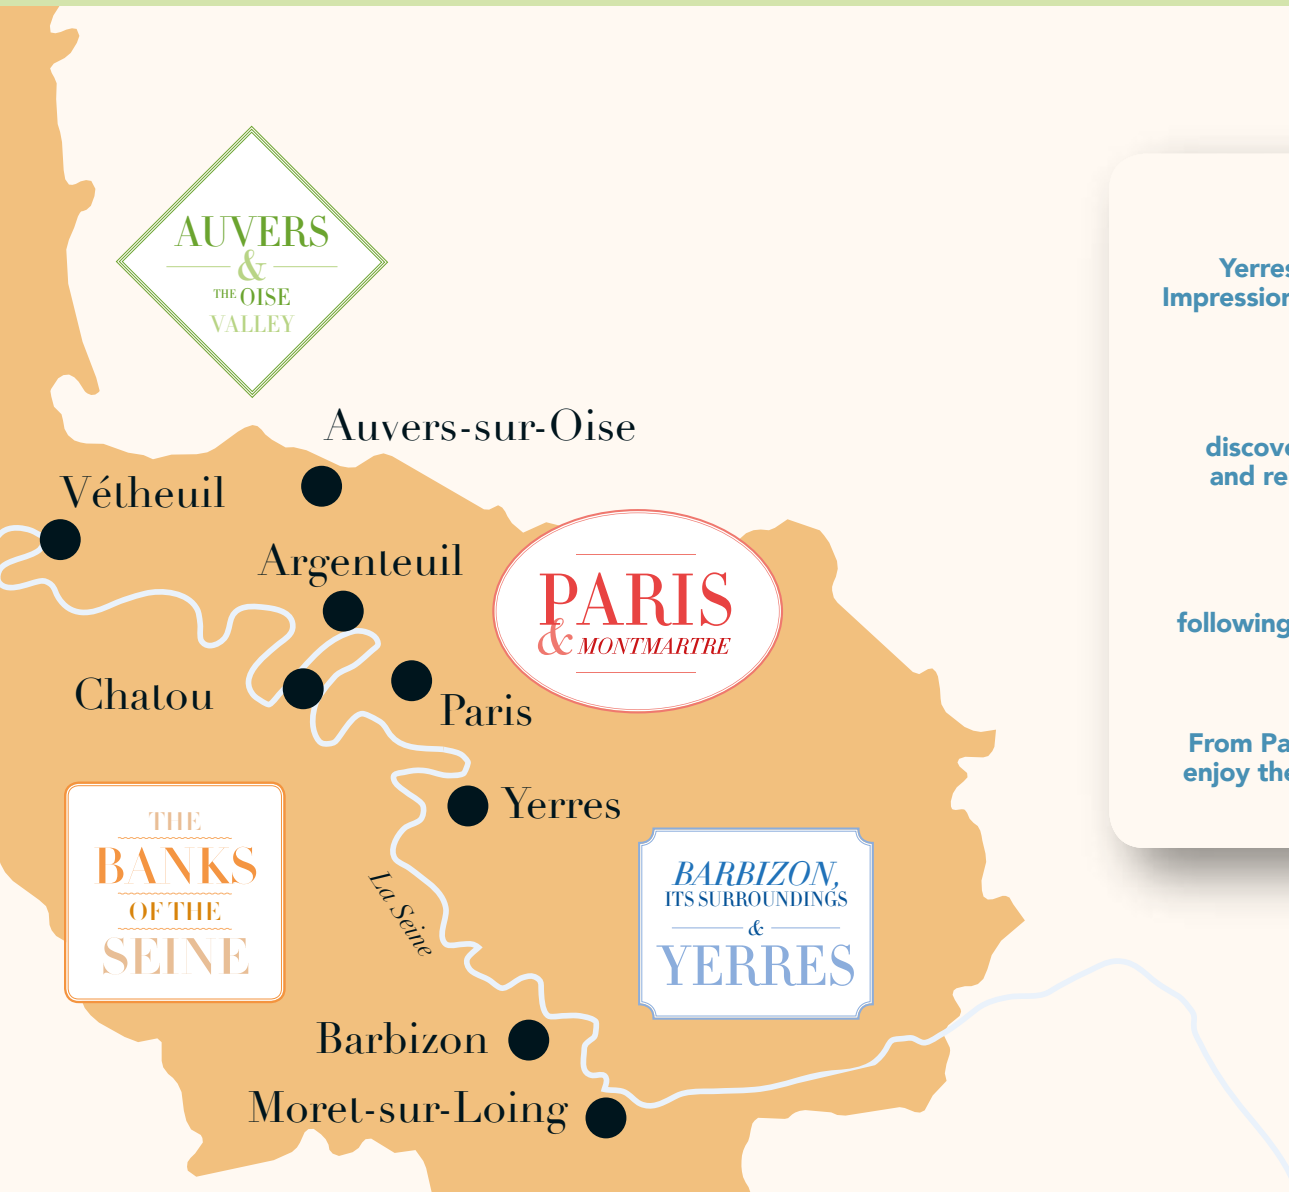 AUVERS
&
THE OISE
VALLEY
Auvers-sur-Oise
Vétheuil
Argenteuil
PARIS
& MONTMARTRE
Chatou
Paris
Yerres
THE
BANKS
OF THE
SEINE
La Seine
BARBIZON,
ITS SURROUNDINGS
&
YERRES
Barbizon
Moret-sur-Loing
Yerres
Impression
discove
and re
following
From Pa
enjoy the